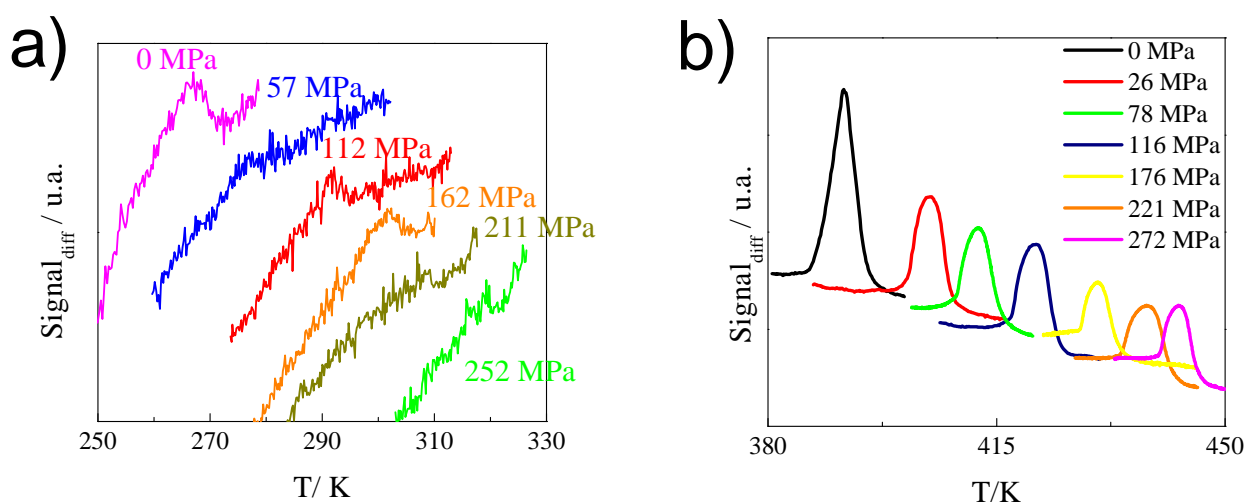 a)
0 MPa
57 MPa
112 MPa
162 MPa
211 MPa
252 MPa
Signal_diff / u.a.
250 270 290 310 330
T/ K
b)
0 MPa
26 MPa
78 MPa
116 MPa
176 MPa
221 MPa
272 MPa
Signal_diff / u.a.
380 415 450
T/K